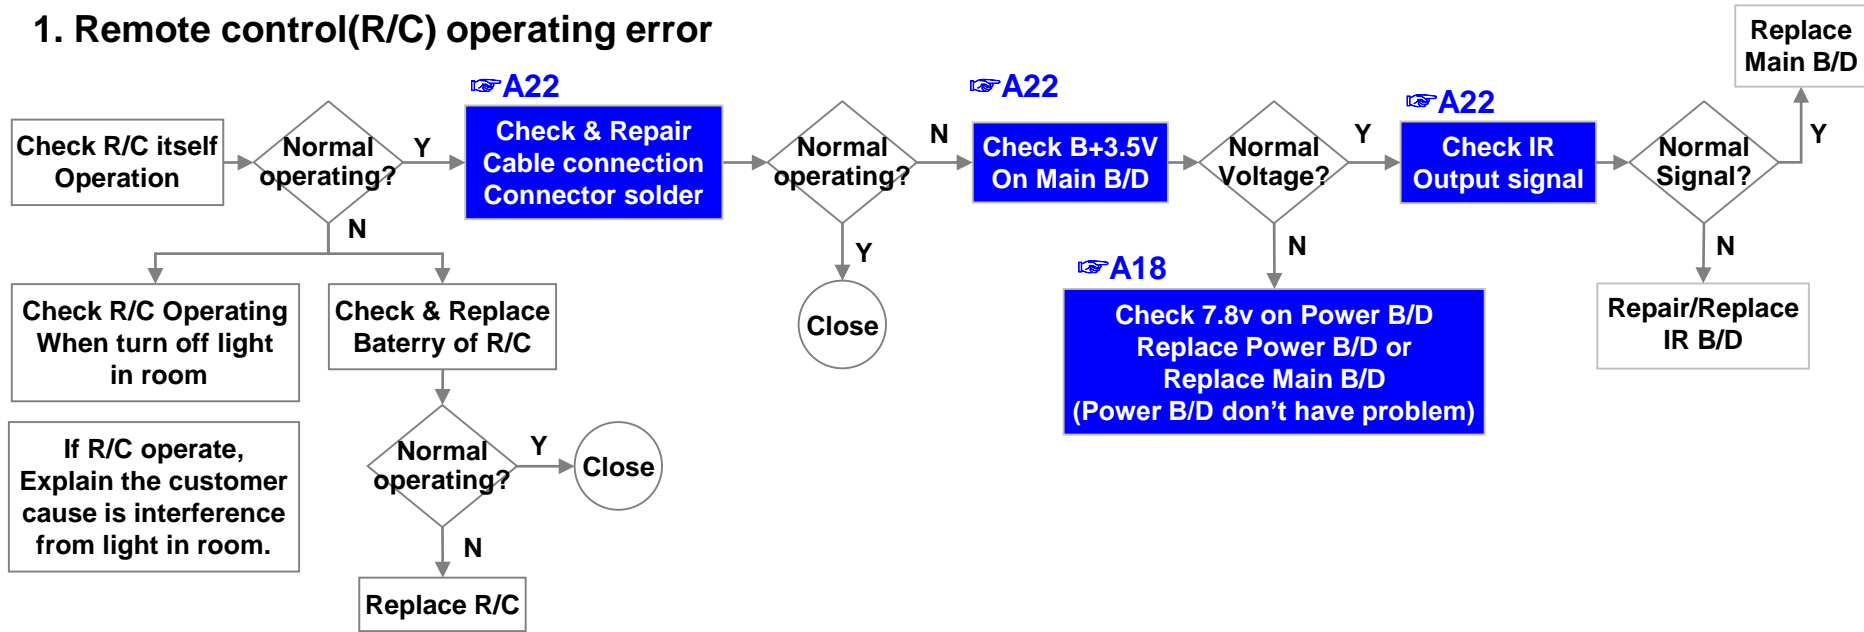 1. Remote control(R/C) operating error
Replace
Main B/D
☞A22
☞A22
☞A22
Check R/C itself
Operation
Normal
operating?
Y
Check & Repair
Cable connection
Connector solder
Normal
operating?
N
Check B+3.5V
On Main B/D
Normal
Voltage?
Y
Check IR
Output signal
Normal
Signal?
Y
N
Y
N
N
☞A18
Check R/C Operating
When turn off light
in room
Check & Replace
Baterry of R/C
Close
Check 7.8v on Power B/D
Replace Power B/D or
Replace Main B/D
(Power B/D don’t have problem)
Repair/Replace
IR B/D
If R/C operate,
Explain the customer
cause is interference
from light in room.
Normal
operating?
Y
Close
N
Replace R/C